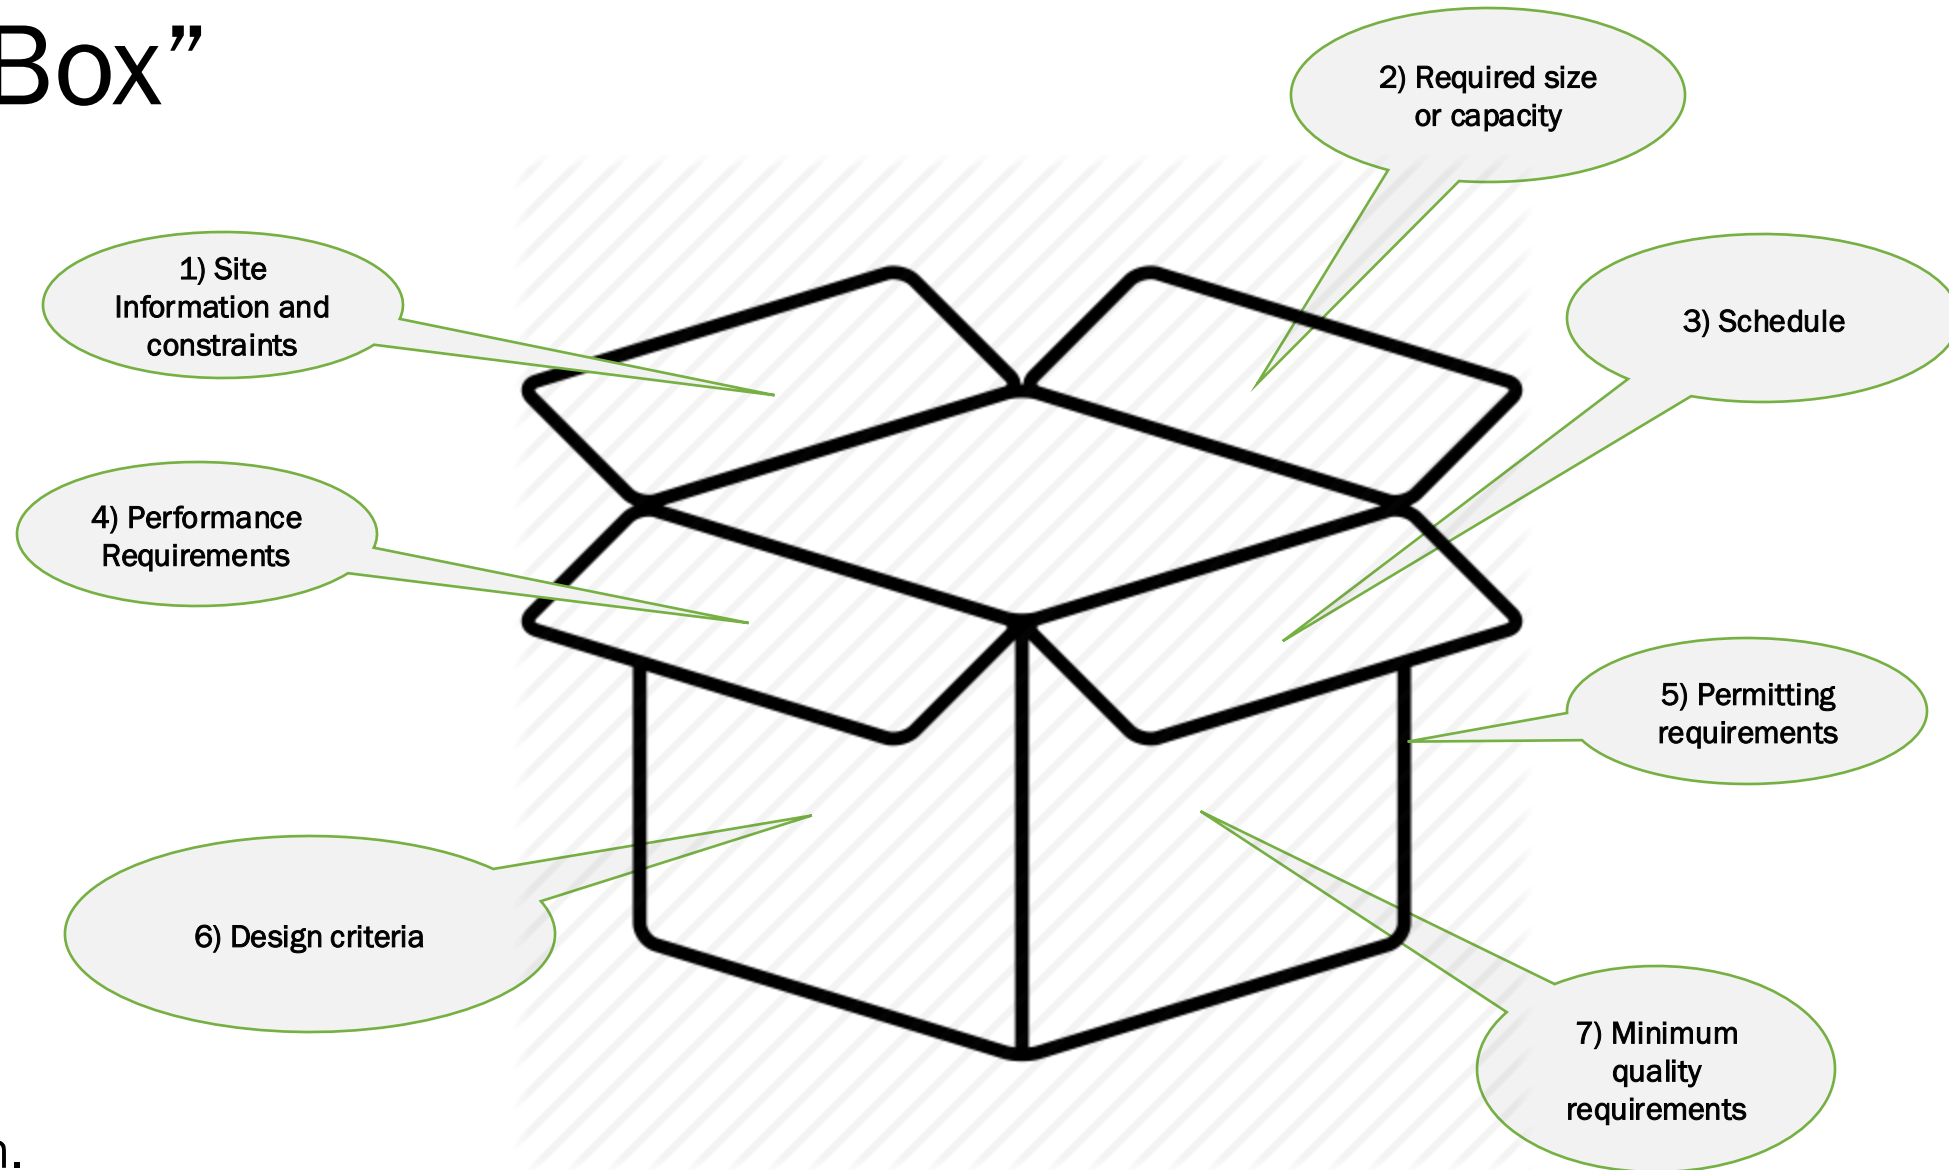 Box”
2) Required size
or capacity
1) Site
Information and
constraints
3) Schedule
4) Performance
Requirements
5) Permitting
requirements
6) Design criteria
7) Minimum
quality
requirements